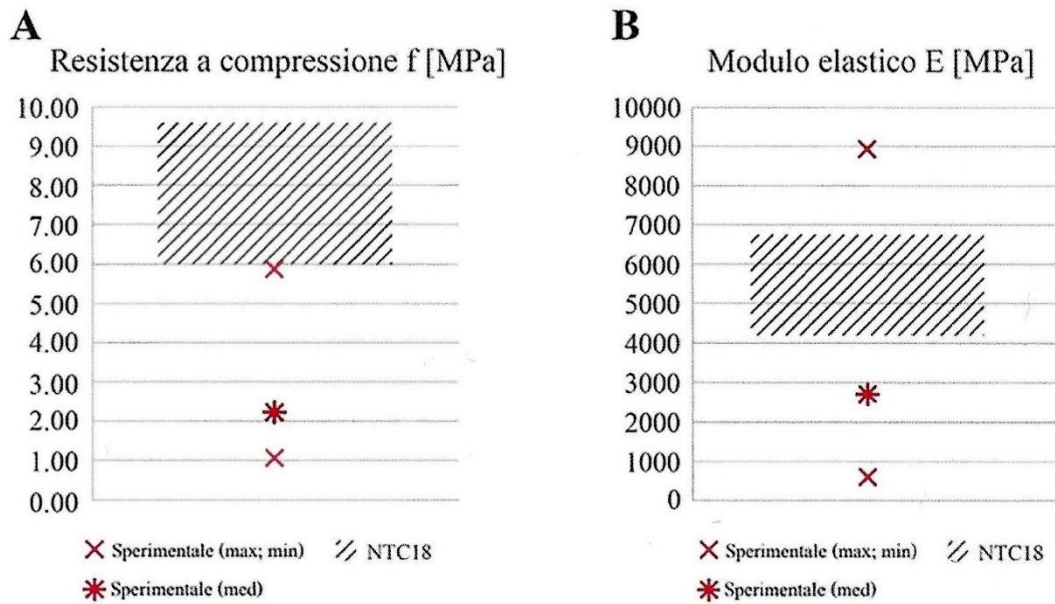 A
Resistenza a compressione f [MPa]
10.00
9.00
8.00
7.00
6.00
5.00
4.00
3.00
2.00
1.00
0.00
Sperimentale (max; min)
NTC18
Sperimentale (med)
B
Modulo elastico E [MPa]
10000
9000
8000
7000
6000
5000
4000
3000
2000
1000
0
Sperimentale (max; min)
NTC18
Sperimentale (med)